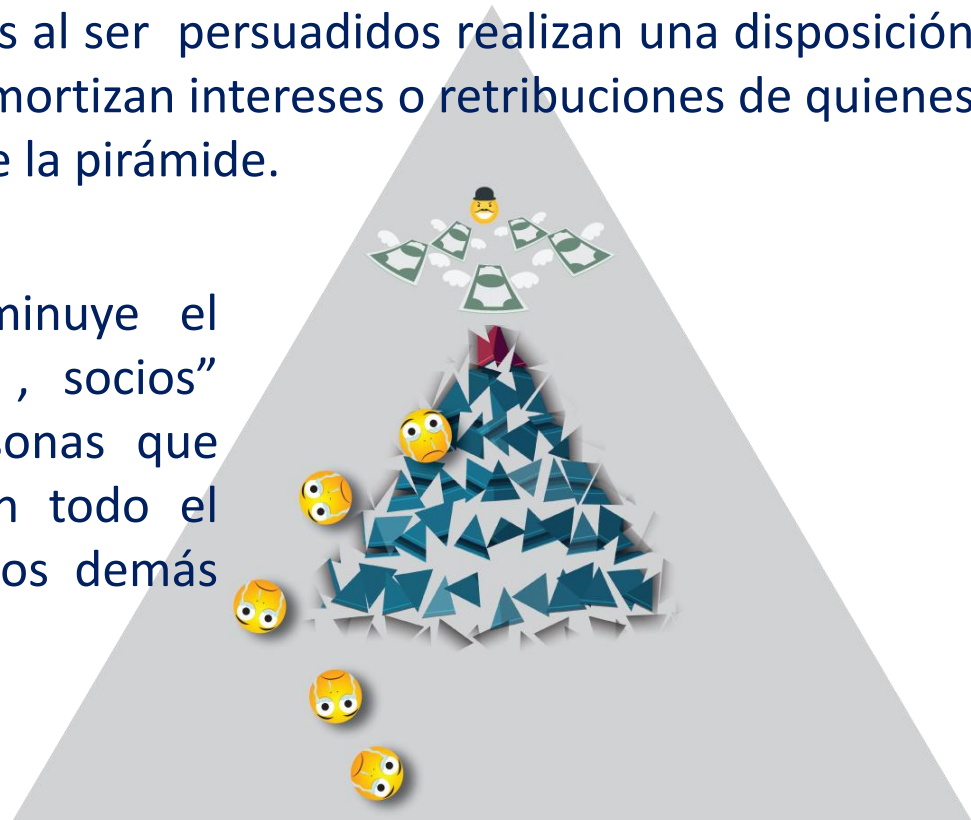 s al ser persuadidos realizan una disposición
mortizan intereses o retribuciones de quienes
e la pirámide.
minuye el
, socios”
sonas que
n todo el
os demás